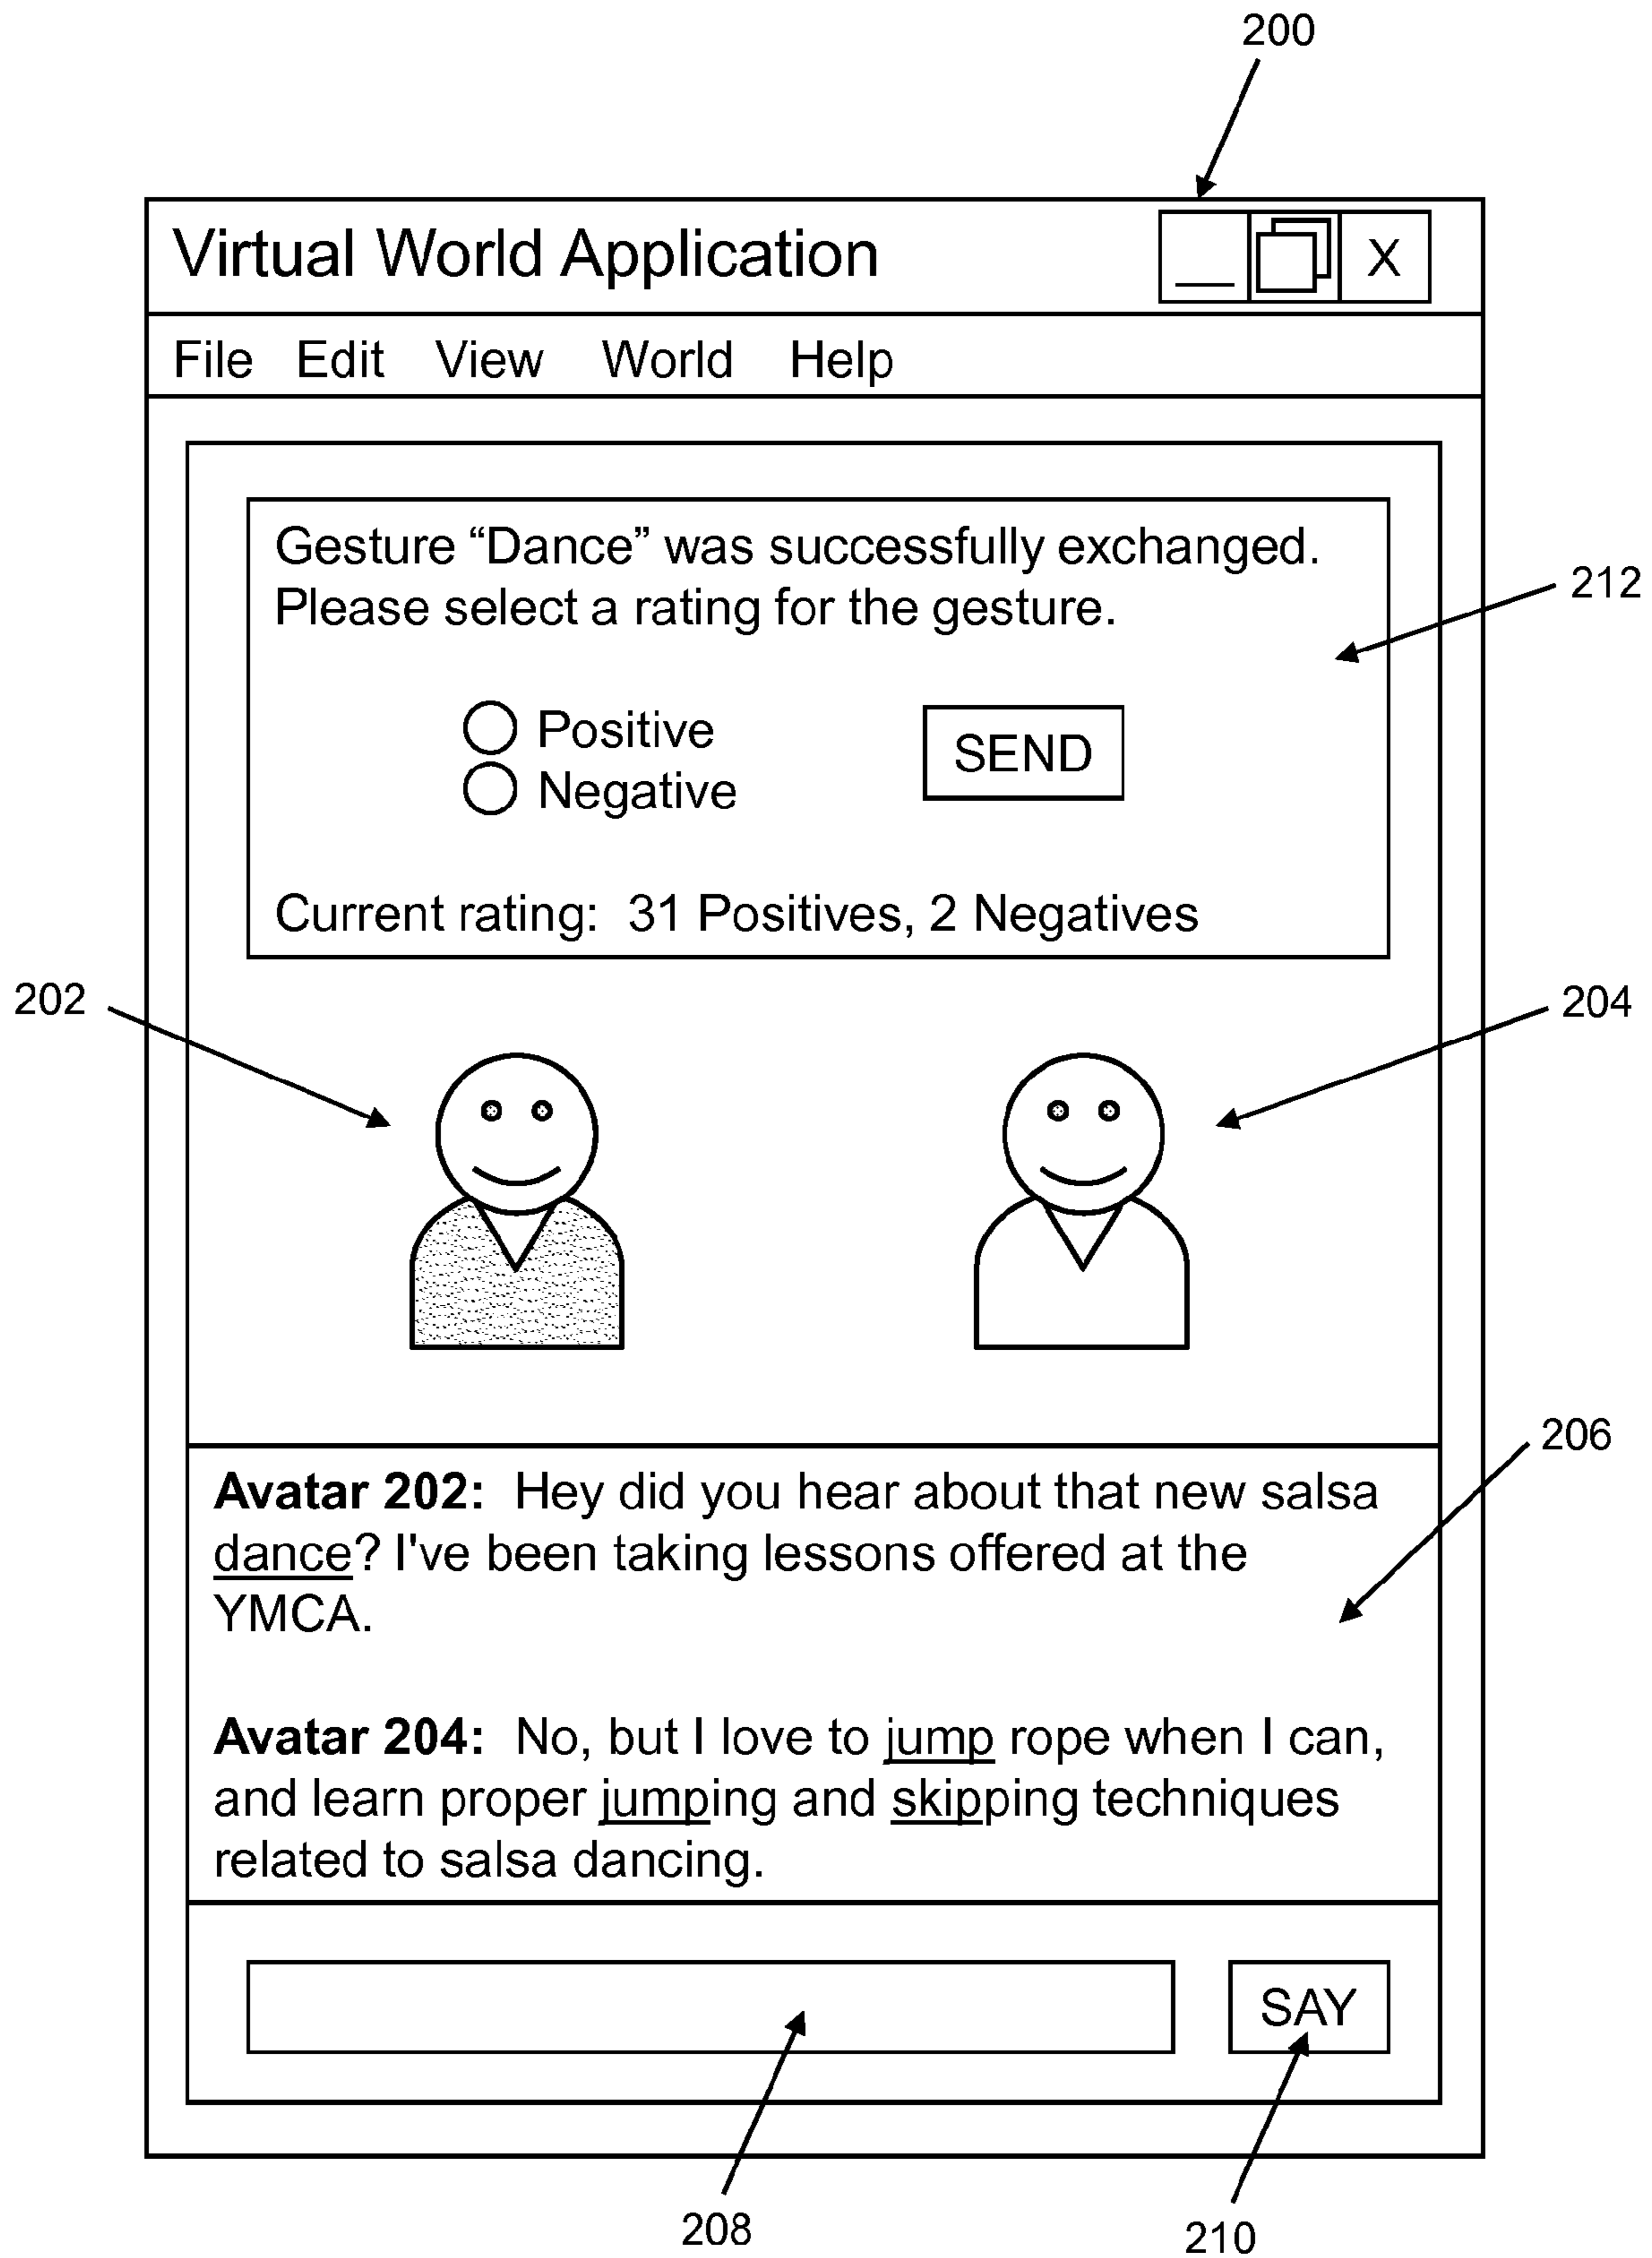 200
Virtual World Application
X
File Edit View World Help
Gesture “Dance” was successfully exchanged.
Please select a rating for the gesture.
212
Positive
SEND
Negative
Current rating: 31 Positives, 2 Negatives
202
204
206
Avatar 202: Hey did you hear about that new salsa
dance? I've been taking lessons offered at the
YMCA.
Avatar 204: No, but I love to jump rope when I can,
and learn proper jumping and skipping techniques
related to salsa dancing.
SAY
208
210